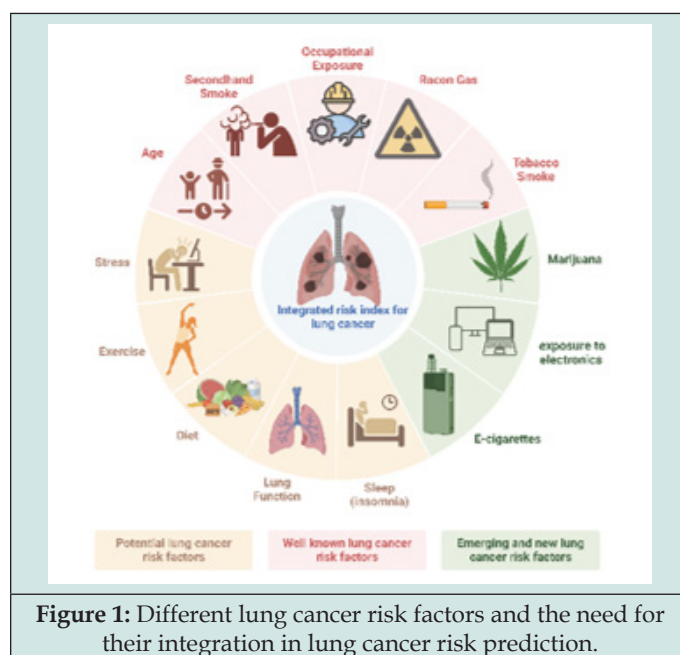 Occupational
Exposure
Secondhand
Smoke
Racon Gas
Age
Tobacco
Smoke
Stress
Marijuana
Integrated risk index for
lung cancer
Exercise
exposure to
electronics
Diet
E-cigarettes
Lung
Function
Sleep
(insomnia)
Potential lung cancer
risk factors
Well known lung cancer
risk factors
Emerging and new lung
cancer risk factors
Figure 1: Different lung cancer risk factors and the need for
their integration in lung cancer risk prediction.